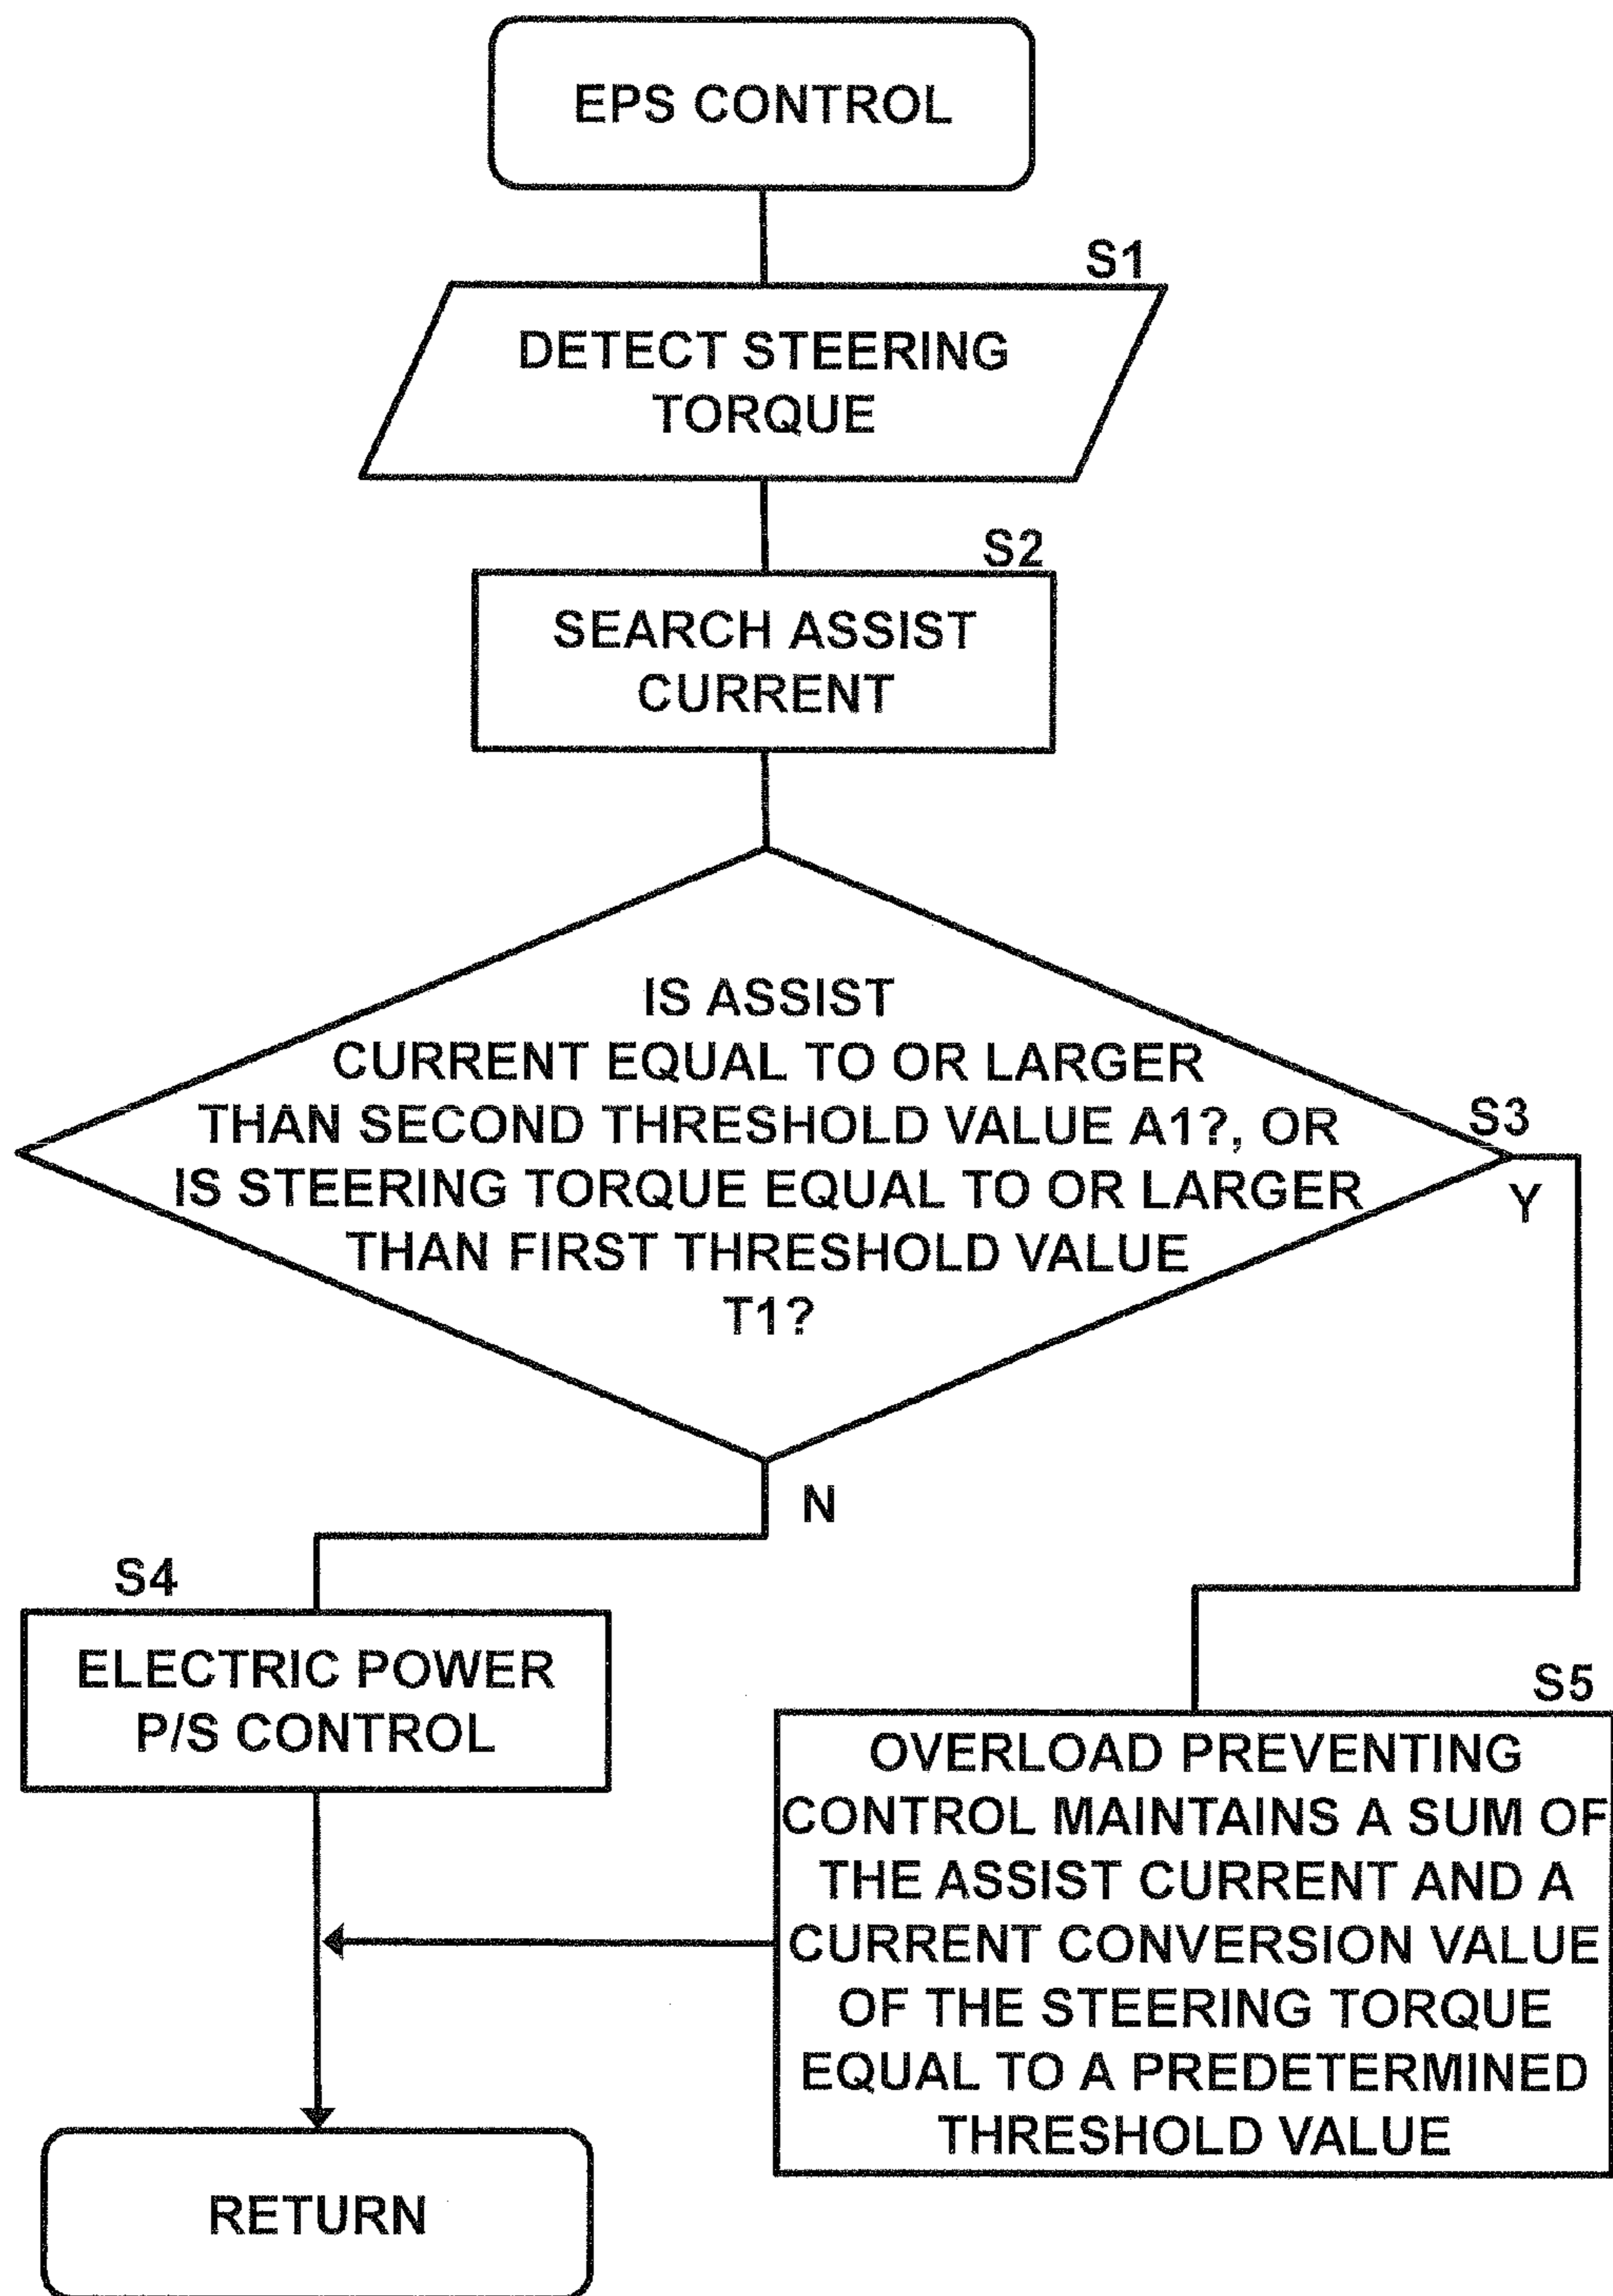 EPS CONTROL
S1
DETECT STEERING
TORQUE
S2
SEARCH ASSIST
CURRENT
IS ASSIST
CURRENT EQUAL TO OR LARGER
THAN SECOND THRESHOLD VALUE A1?, OR
IS STEERING TORQUE EQUAL TO OR LARGER
THAN FIRST THRESHOLD VALUE
T1?
S3
Y
N
S4
ELECTRIC POWER
P/S CONTROL
S5
OVERLOAD PREVENTING
CONTROL MAINTAINS A SUM OF
THE ASSIST CURRENT AND A
CURRENT CONVERSION VALUE
OF THE STEERING TORQUE
EQUAL TO A PREDETERMINED
THRESHOLD VALUE
RETURN